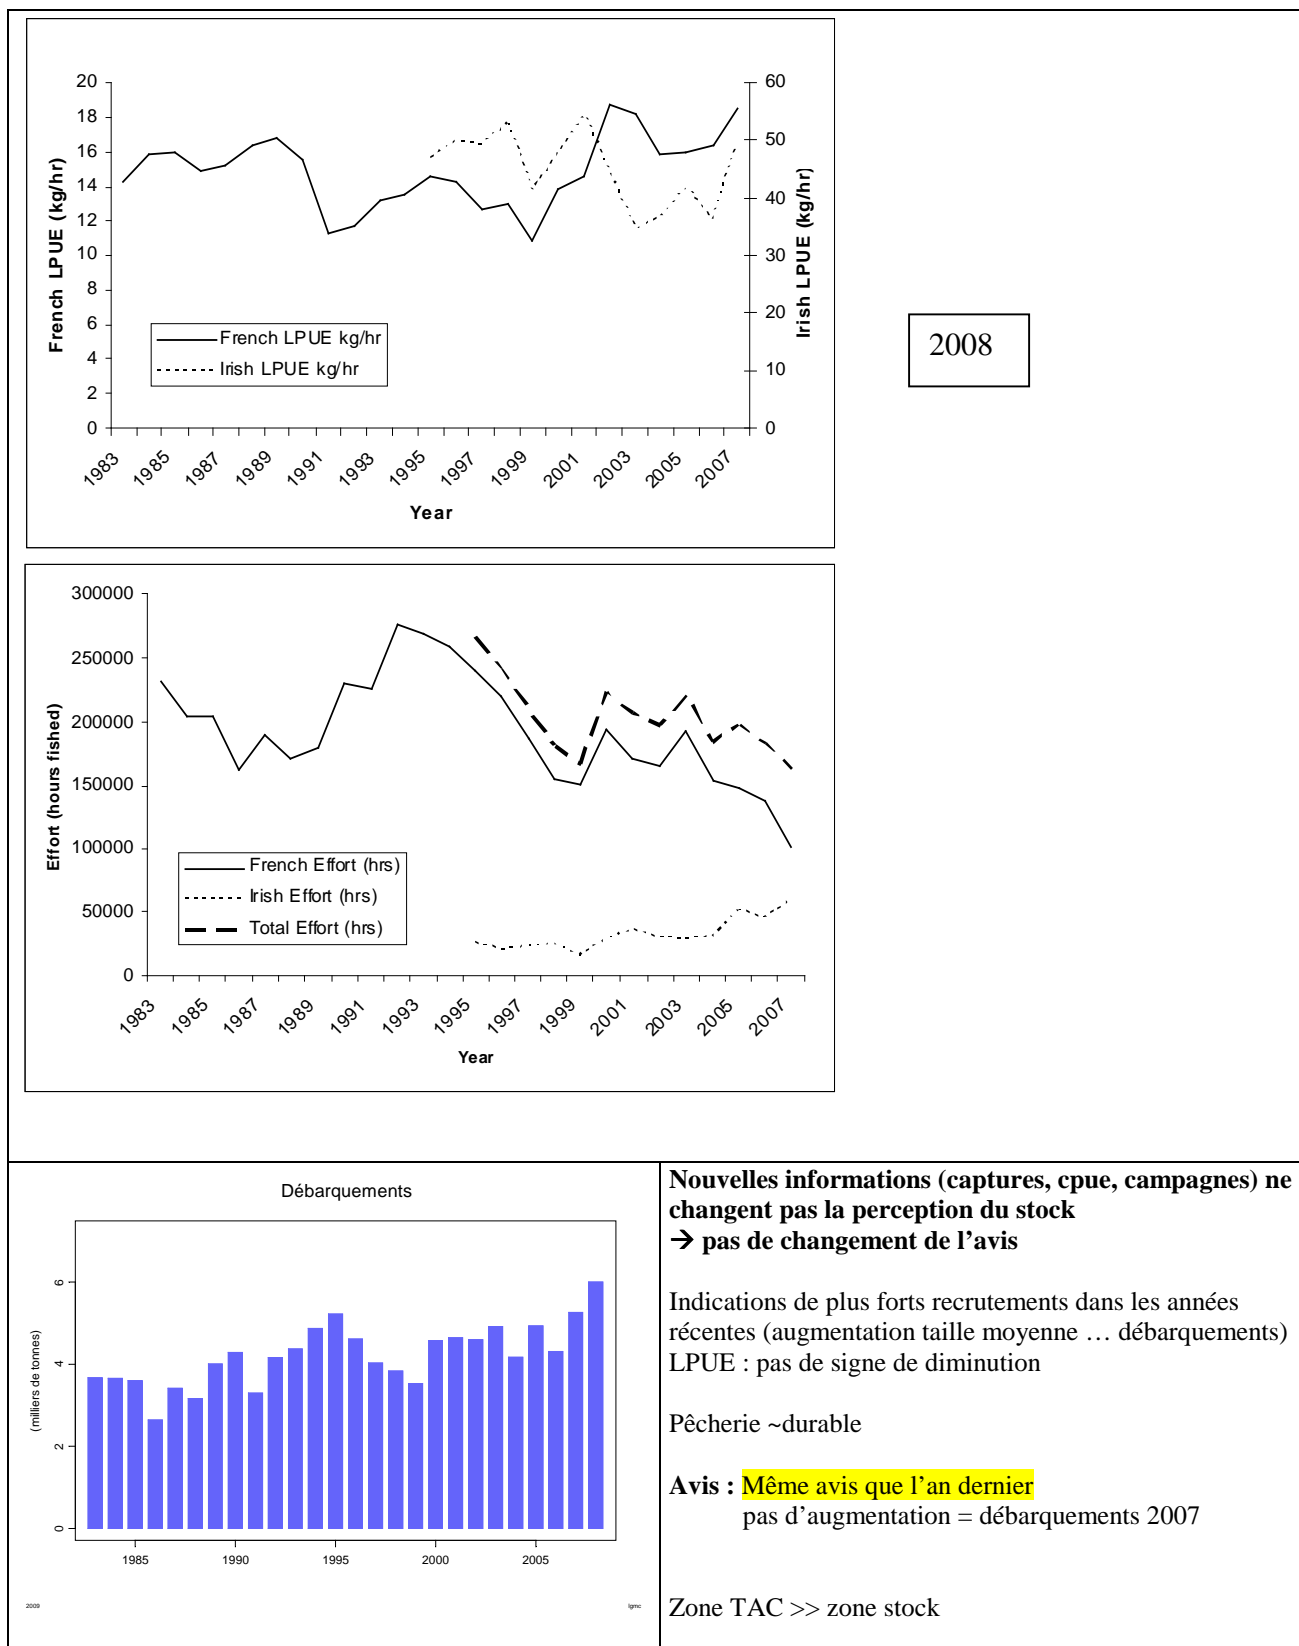 20
18
16
14
12
10
8
6
4
2
0
French LPUE (kg/hr)
60
50
40
30
20
10
0
Irish LPUE (kg/hr)
French LPUE kg/hr
Irish LPUE kg/hr
1983 1985 1987 1989 1991 1993 1995 1997 1999 2001 2003 2005 2007
Year
2008
300000
250000
200000
150000
100000
50000
0
Effort (hours fished)
French Effort (hrs)
Irish Effort (hrs)
Total Effort (hrs)
1983 1985 1987 1989 1991 1993 1995 1997 1999 2001 2003 2005 2007
Year
Débarquements
6
4
2
0
(milliers de tonnes)
1985 1990 1995 2000 2005
2009 lgmc
Nouvelles informations (captures, cpue, campagnes) ne
changent pas la perception du stock
→ pas de changement de l’avis
Indications de plus forts recrutements dans les années
récentes (augmentation taille moyenne … débarquements)
LPUE : pas de signe de diminution
Pêcherie ~durable
Avis : Même avis que l’an dernier
pas d’augmentation = débarquements 2007
Zone TAC >> zone stock